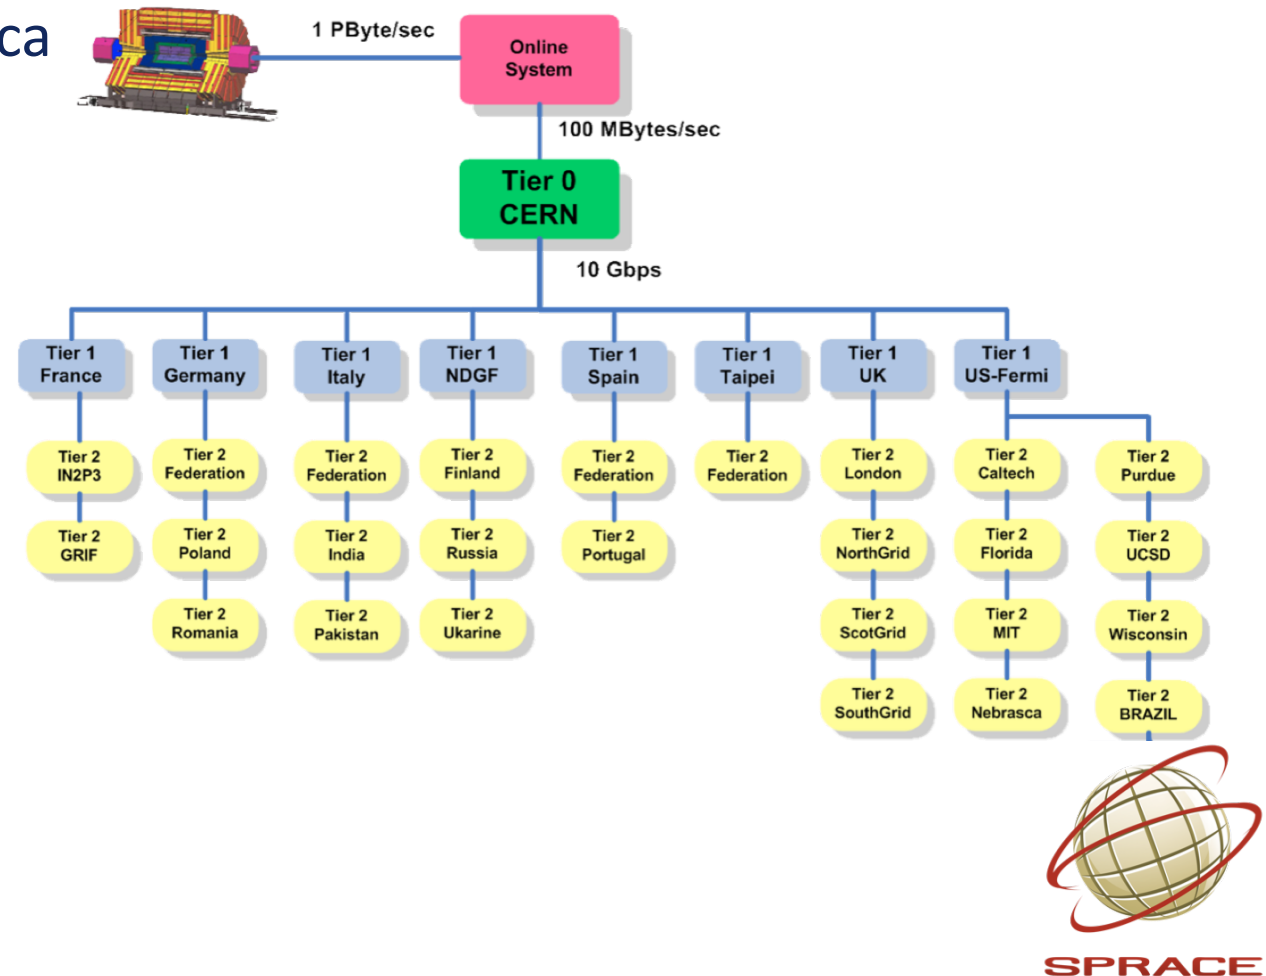 ca
1 PByte/sec
Online
System
100 MBytes/sec
Tier 0
CERN
10 Gbps
Tier 1
France
Tier 1
Germany
Tier 1
Italy
Tier 1
NDGF
Tier 1
Spain
Tier 1
Taipei
Tier 1
UK
Tier 1
US-Fermi
Tier 2
IN2P3
Tier 2
Federation
Tier 2
Federation
Tier 2
Finland
Tier 2
Federation
Tier 2
Federation
Tier 2
London
Tier 2
Caltech
Tier 2
Purdue
Tier 2
GRIF
Tier 2
Poland
Tier 2
India
Tier 2
Russia
Tier 2
Portugal
Tier 2
NorthGrid
Tier 2
Florida
Tier 2
UCSD
Tier 2
Romania
Tier 2
Pakistan
Tier 2
Ukarine
Tier 2
ScotGrid
Tier 2
MIT
Tier 2
Wisconsin
Tier 2
SouthGrid
Tier 2
Nebrasca
Tier 2
BRAZIL
SPRACE